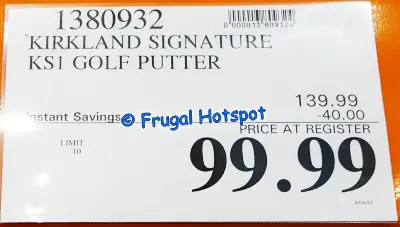 1380932
KIRKLAND SIGNATURE
KS1 GOLF PUTTER
139.99
Instant Savings -40.00
© Frugal Hotspot
PRICE AT REGISTER
LIMIT
10
99.99